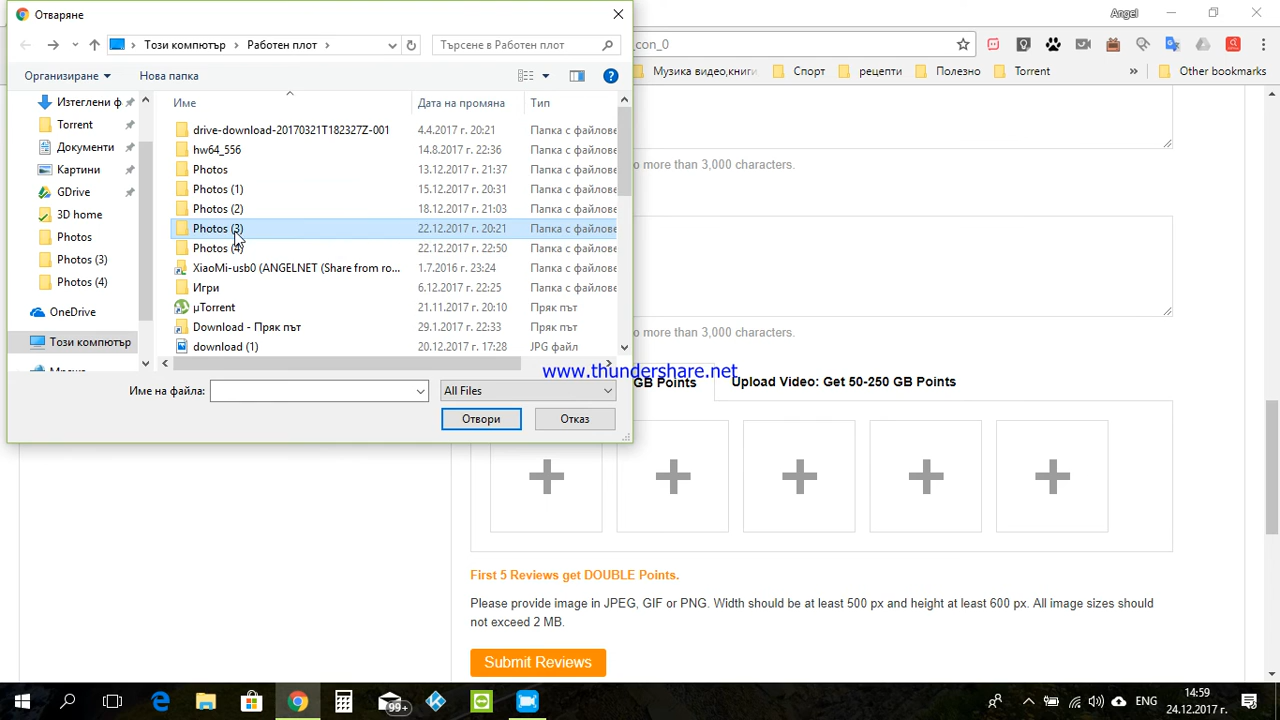 Отваряне
Angel
Този компютър
Работен плот
Търсене в Работен плот
_con_0
Организиране
Нова папка
Музика видео,книги
Спорт
рецепти
Полезно
Torrent
»
Other bookmarks
Изтеглени ф
Torrent
Документи
Картини
GDrive
3D home
Photos
Photos (3)
Photos (4)
OneDrive
Този компютър
Име
Дата на промяна
Тип
drive-download-20170321T182327Z-001
4.4.2017 г. 20:21
Папка с файлове
hw64_556
14.8.2017 г. 22:36
Папка с файлове
Photos
13.12.2017 г. 21:37
Папка с файлове
Photos (1)
15.12.2017 г. 20:31
Папка с файлове
Photos (2)
18.12.2017 г. 21:03
Папка с файлове
Photos (3)
22.12.2017 г. 20:21
Папка с файлове
Photos (4)
22.12.2017 г. 22:50
Папка с файлове
XiaoMi-usb0 (ANGELNET (Share from ro...
1.7.2016 г. 23:24
Папка с файлове
Игри
6.12.2017 г. 22:25
Папка с файлове
µTorrent
21.11.2017 г. 20:10
Пряк път
Download - Пряк път
29.1.2017 г. 22:33
Пряк път
download (1)
20.12.2017 г. 17:28
JPG файл
Име на файла:
All Files
Отвори
Отказ
o more than 3,000 characters.
o more than 3,000 characters.
www.thundershare.net
GB Points
Upload Video: Get 50-250 GB Points
First 5 Reviews get DOUBLE Points.
Please provide image in JPEG, GIF or PNG. Width should be at least 500 px and height at least 600 px. All image sizes should
not exceed 2 MB.
Submit Reviews
99+
ENG
14:59
24.12.2017 г.